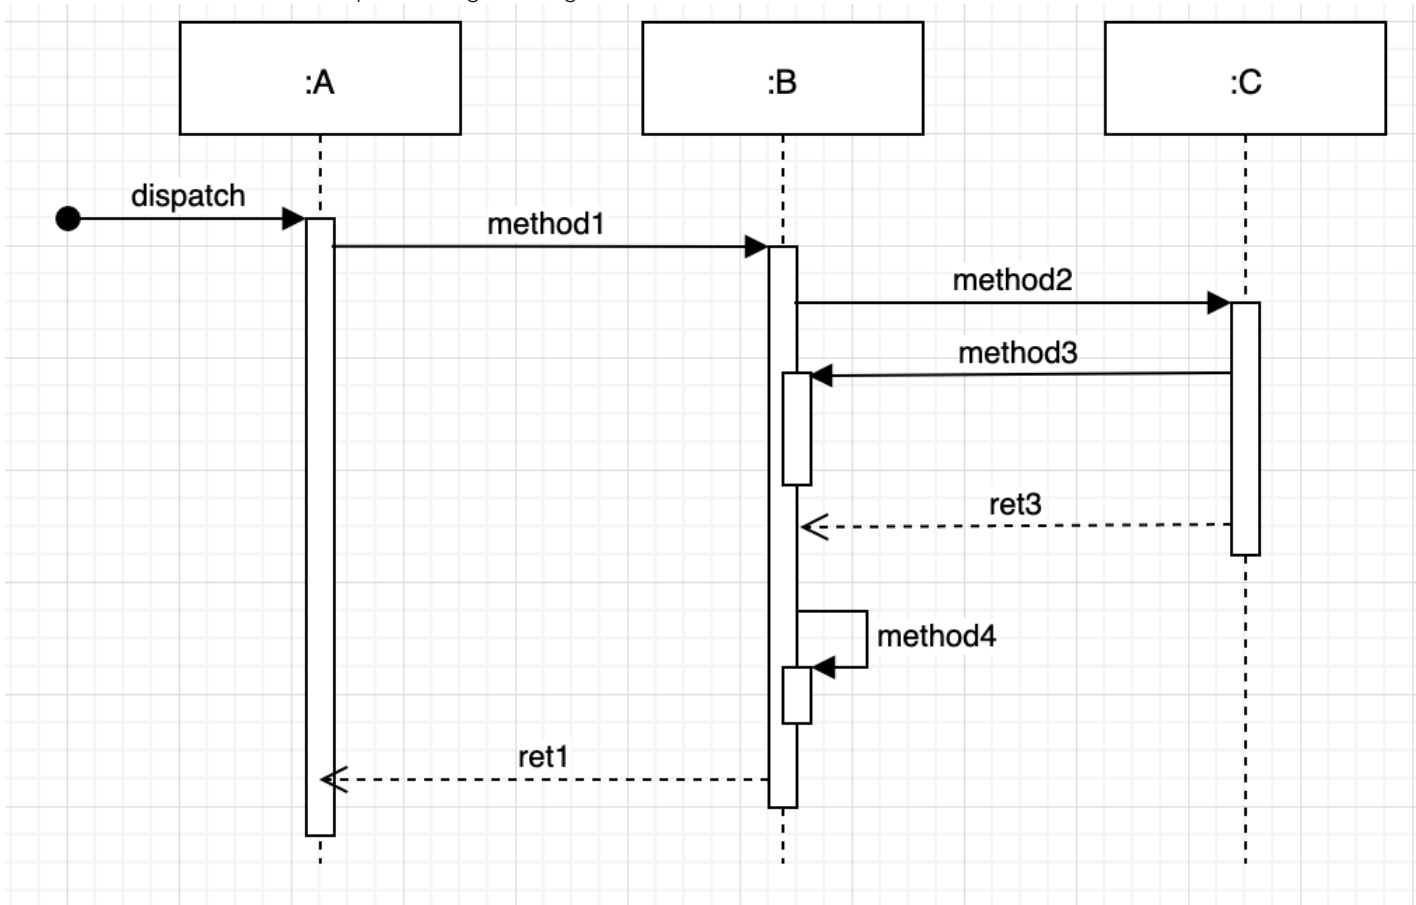 :A
:B
:C
dispatch
method1
method2
method3
ret3
method4
ret1